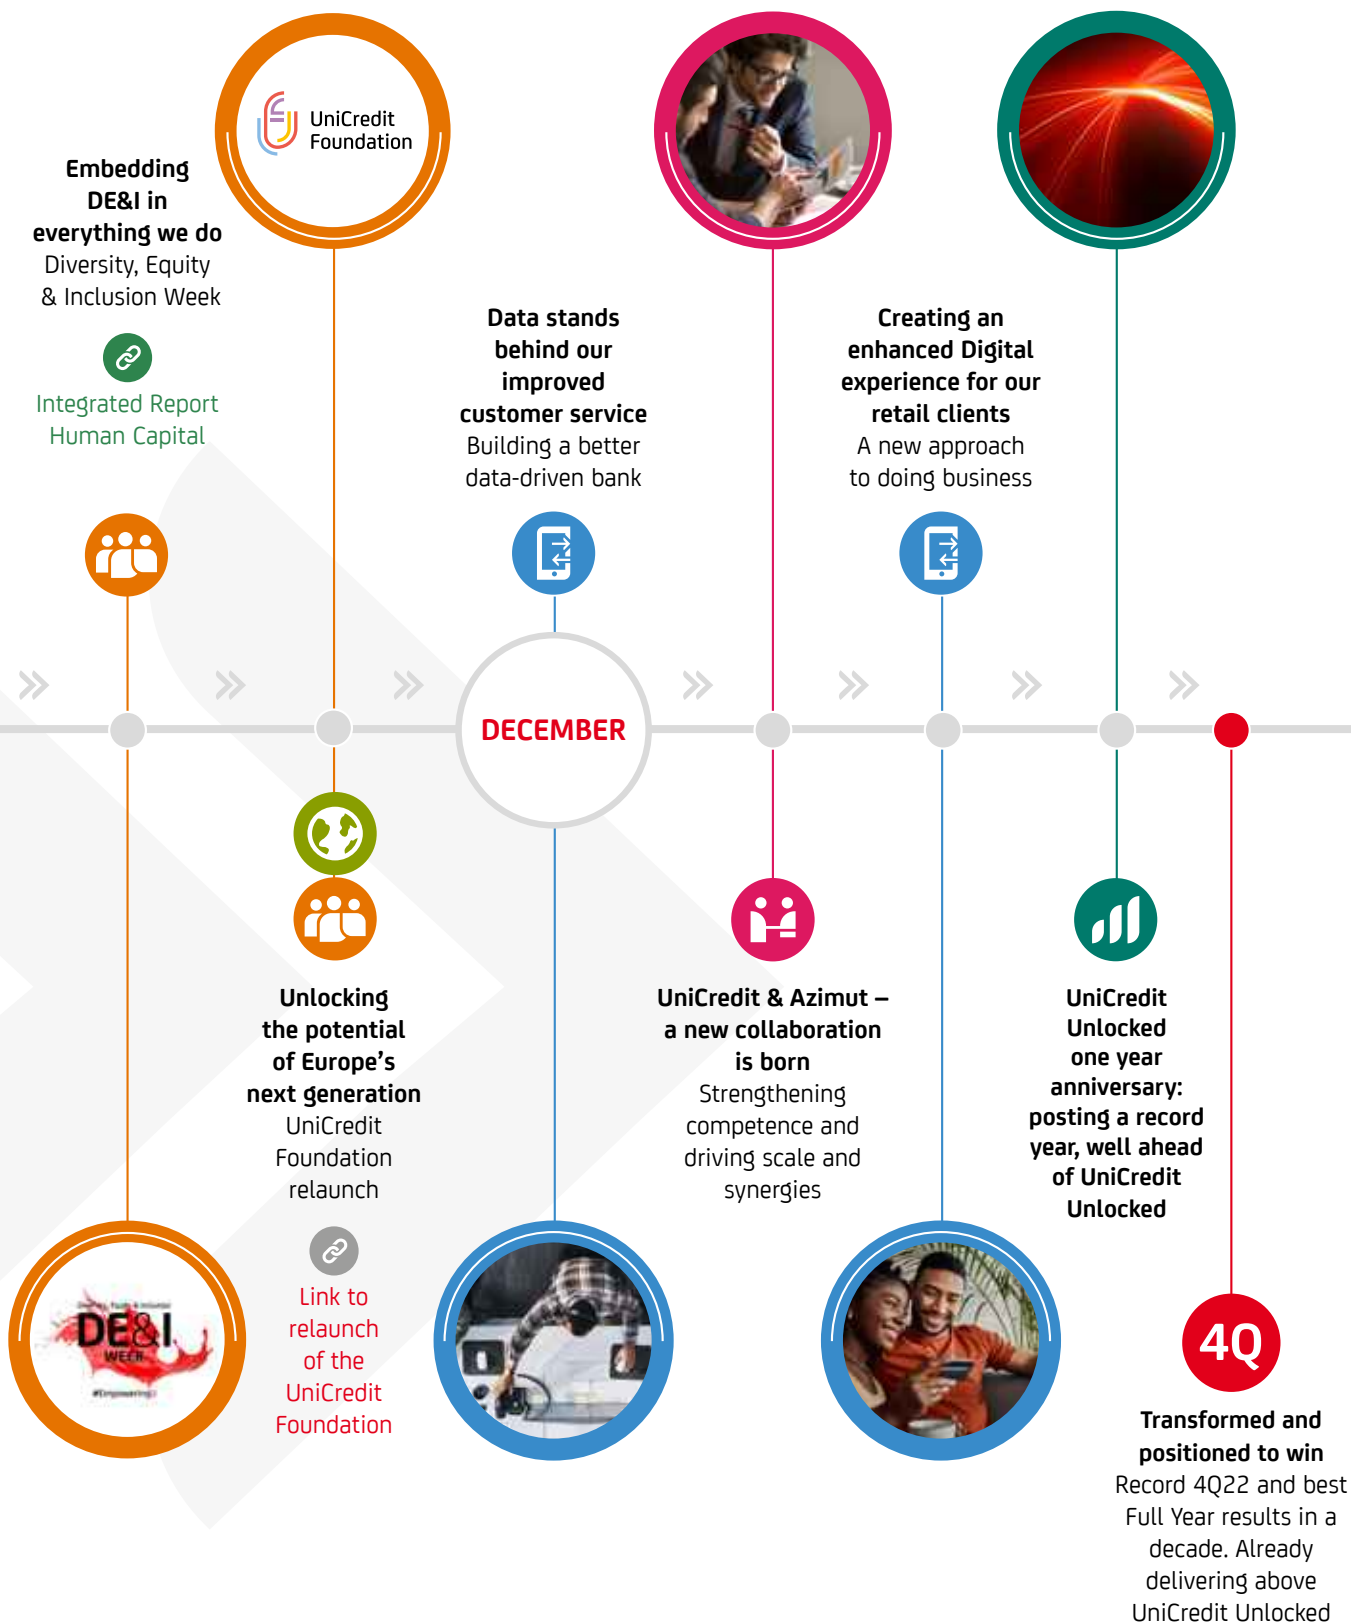 UniCredit
Foundation
Embedding
DE&I in
everything we do
Diversity, Equity
& Inclusion Week
Integrated Report
Human Capital
Data stands
behind our
improved
customer service
Building a better
data-driven bank
Creating an
enhanced Digital
experience for our
retail clients
A new approach
to doing business
DECEMBER
Unlocking
the potential
of Europe’s
next generation
UniCredit
Foundation
relaunch
Link to
relaunch
of the
UniCredit
Foundation
UniCredit & Azimut –
a new collaboration
is born
Strengthening
competence and
driving scale and
synergies
UniCredit
Unlocked
one year
anniversary:
posting a record
year, well ahead
of UniCredit
Unlocked
Diversity, Equity & Inclusion
DE&I
WEEK
4Q
Transformed and
positioned to win
Record 4Q22 and best
Full Year results in a
decade. Already
delivering above
UniCredit Unlocked